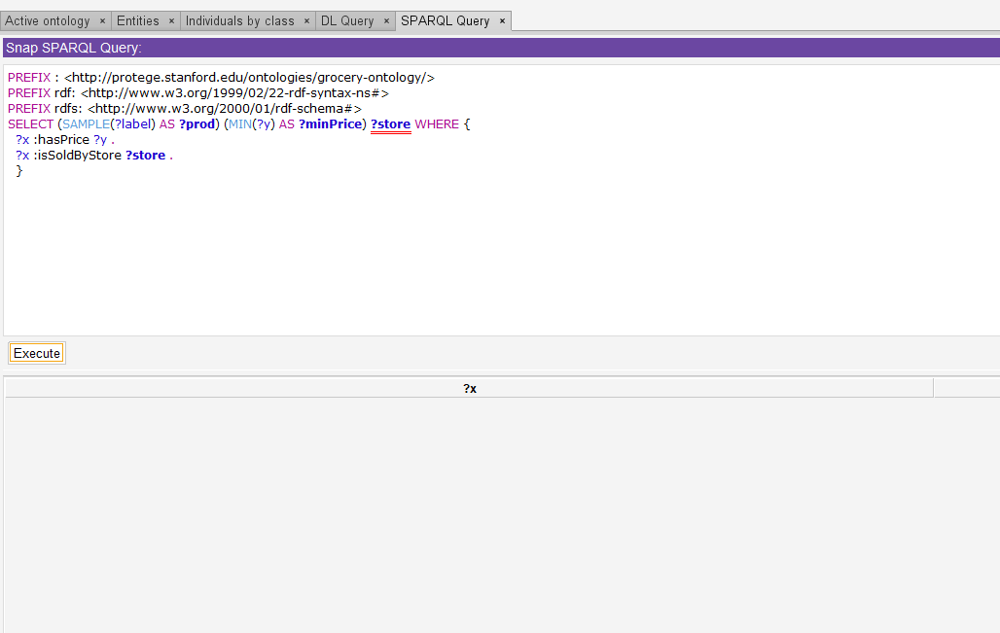 Active ontology × Entities × Individuals by class × DL Query × SPARQL Query ×
Snap SPARQL Query:
PREFIX : <http://protege.stanford.edu/ontologies/grocery-ontology/>
PREFIX rdf: <http://www.w3.org/1999/02/22-rdf-syntax-ns#>
PREFIX rdfs: <http://www.w3.org/2000/01/rdf-schema#>
SELECT (SAMPLE(?label) AS ?prod) (MIN(?y) AS ?minPrice) ?store WHERE {
?x :hasPrice ?y .
?x :isSoldByStore ?store .
}
Execute
?x